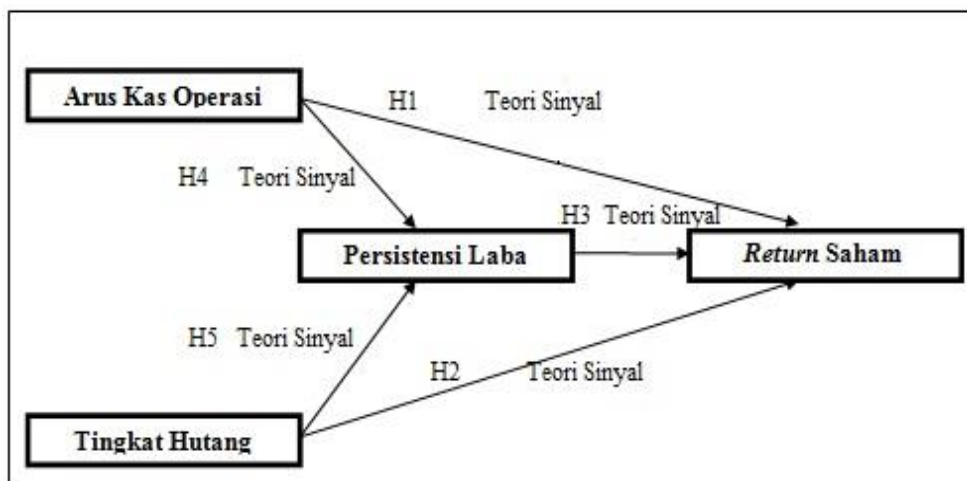 Arus Kas Operasi
H1 Teori Sinyal
H4 Teori Sinyal
H3 Teori Sinyal
Persistensi Laba
Return Saham
H5 Teori Sinyal
H2 Teori Sinyal
Tingkat Hutang